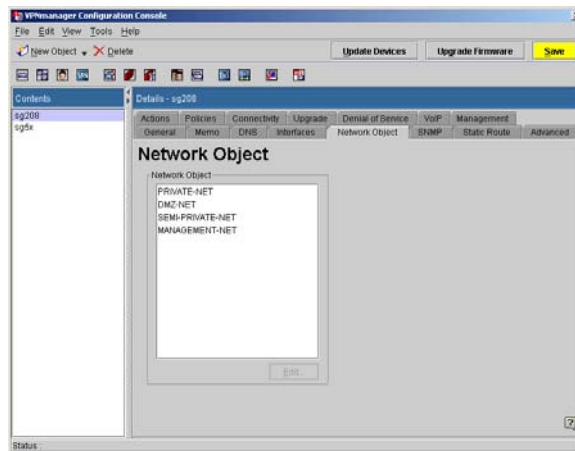 VPNmanager Configuration Console
File Edit View Tools Help
New Object Delete Update Devices Upgrade Firmware Save
Contents
Details - sg208
sg208
sg5x
Actions Policies Connectivity Upgrade Denial of Service VoIP Management
General Memo DNS Interfaces Network Object SNMP Static Route Advanced
Network Object
Network Object
PRIVATE-NET
DMZ-NET
SEMI-PRIVATE-NET
MANAGEMENT-NET
Edit...
Status :